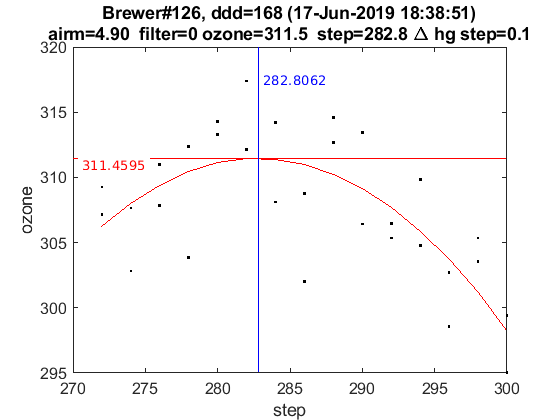 Brewer#126, ddd=168 (17-Jun-2019 18:38:51)
airm=4.90 filter=0 ozone=311.5 step=282.8 Δ hg step=0.1
320
282.8062
315
311.4595
310
ozone
305
300
295
270 275 280 285 290 295 300
step